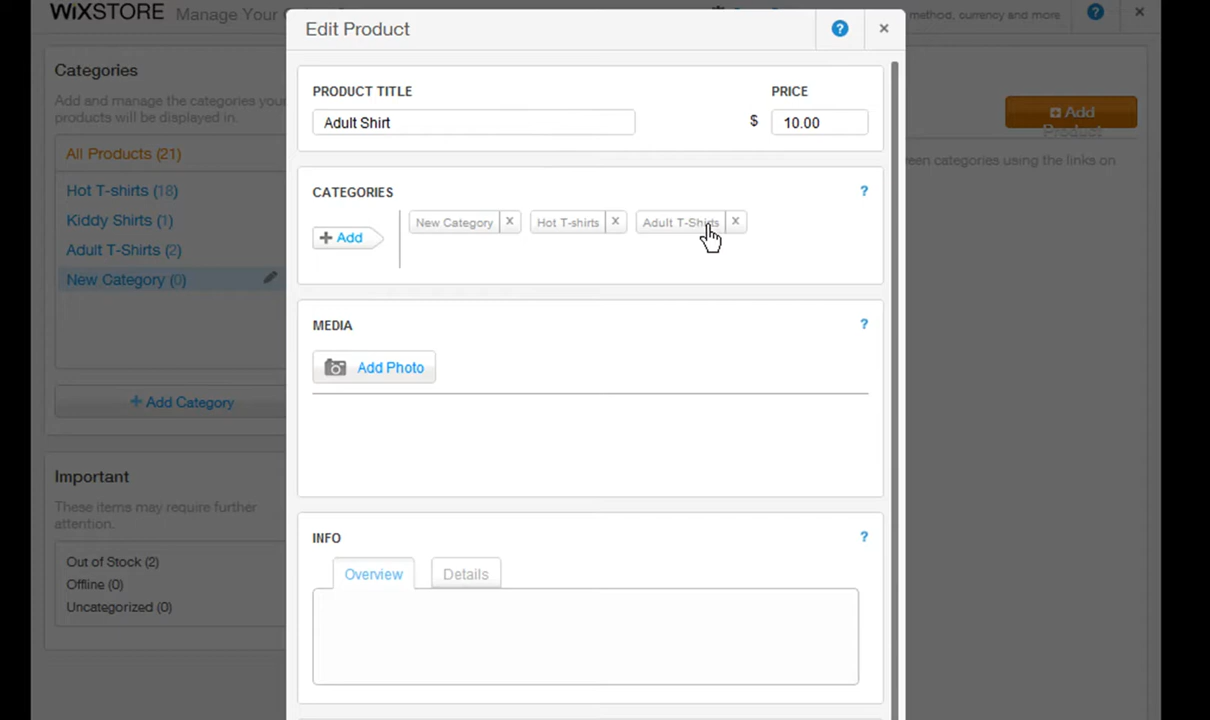 WiXSTORE Manage Your
method, currency and more
?
×
Categories
Add and manage the categories your
products will be displayed in.
All Products (21)
Hot T-shirts (18)
Kiddy Shirts (1)
Adult T-Shirts (2)
New Category (0)
+ Add Category
Important
These items may require further
attention.
Out of Stock (2)
Offline (0)
Uncategorized (0)
Edit Product
?
×
PRODUCT TITLE
PRICE
Adult Shirt
$
10.00
CATEGORIES
?
+ Add
New Category x
Hot T-shirts x
Adult T-Shirts x
MEDIA
?
Add Photo
INFO
?
Overview
Details
Add
Product
een categories using the links on